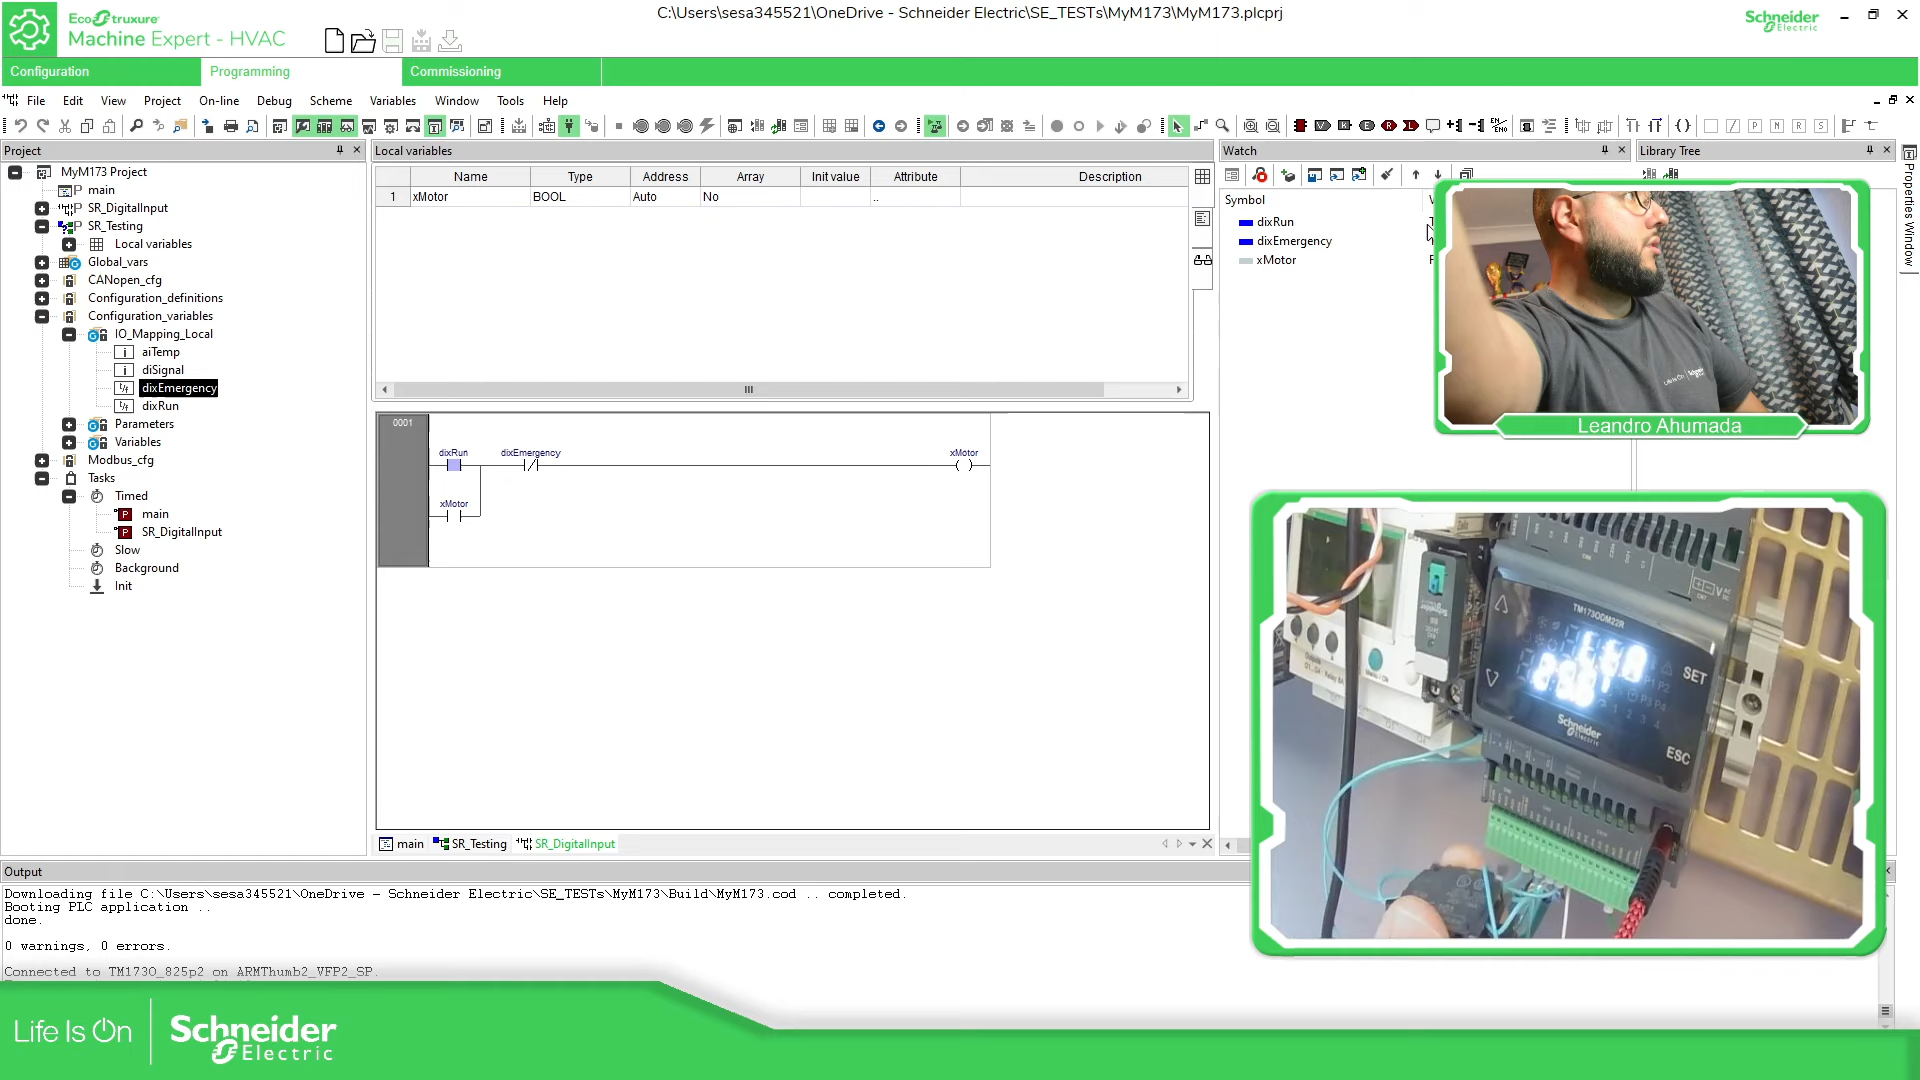 EcoStruxure
Machine Expert - HVAC
C:\Users\sesa345521\OneDrive - Schneider Electric\SE_TESTs\MyM173\MyM173.plcprj
Schneider
Electric
Configuration
Programming
Commissioning
File Edit View Project On-line Debug Scheme Variables Window Tools Help
Project
MyM173 Project
main
SR_DigitalInput
SR_Testing
Local variables
Global_vars
CANopen_cfg
Configuration_definitions
Configuration_variables
IO_Mapping_Local
aiTemp
diSignal
dixEmergency
dixRun
Parameters
Variables
Modbus_cfg
Tasks
Timed
main
SR_DigitalInput
Slow
Background
Init
Local variables
Name Type Address Array Init value Attribute Description
1 xMotor BOOL Auto No ..
0001
dixRun dixEmergency xMotor
xMotor
main SR_Testing SR_DigitalInput
Watch
Symbol
dixRun
dixEmergency
xMotor
Library Tree
Properties Window
Leandro Ahumada
TM173ODM22R
SET
ESC
Schneider
Electric
Output
Downloading file C:\Users\sesa345521\OneDrive - Schneider Electric\SE_TESTs\MyM173\Build\MyM173.cod .. completed.
Booting PLC application ..
done.
0 warnings, 0 errors.
Connected to TM173O_825p2 on ARMThumb2_VFP2_SP.
Life Is On
Schneider
Electric